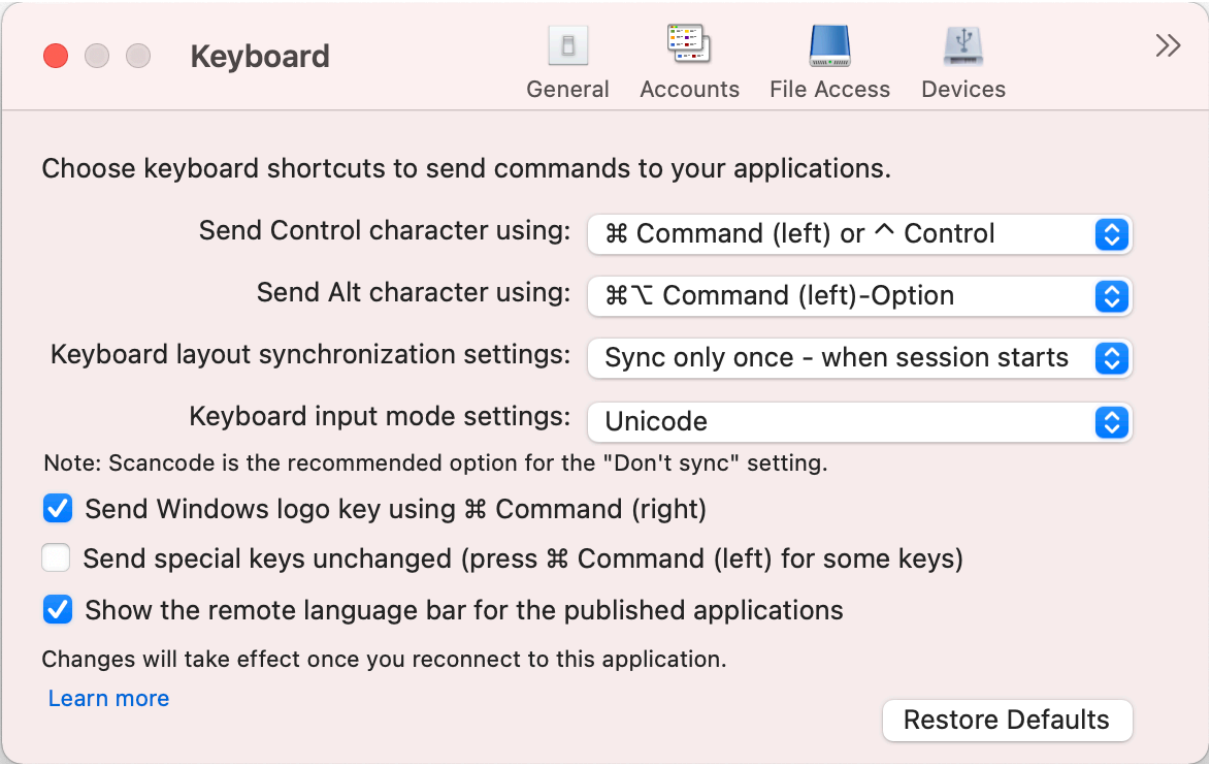 Keyboard
General Accounts File Access Devices
Choose keyboard shortcuts to send commands to your applications.
Send Control character using: ⌘ Command (left) or ^ Control
Send Alt character using: ⌘⌥ Command (left)-Option
Keyboard layout synchronization settings: Sync only once - when session starts
Keyboard input mode settings: Unicode
Note: Scancode is the recommended option for the "Don't sync" setting.
Send Windows logo key using ⌘ Command (right)
Send special keys unchanged (press ⌘ Command (left) for some keys)
Show the remote language bar for the published applications
Changes will take effect once you reconnect to this application.
Learn more
Restore Defaults